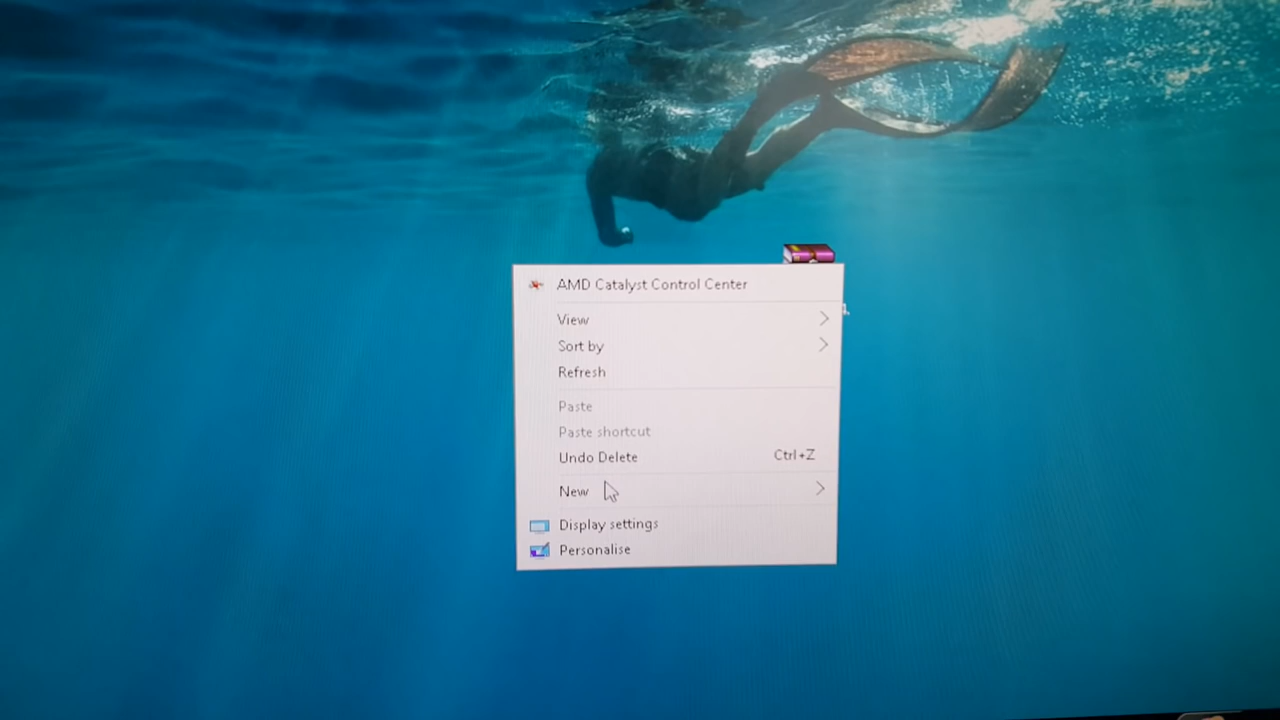 AMD Catalyst Control Center
View
Sort by
Refresh
Paste
Paste shortcut
Undo Delete Ctrl+Z
New
Display settings
Personalise